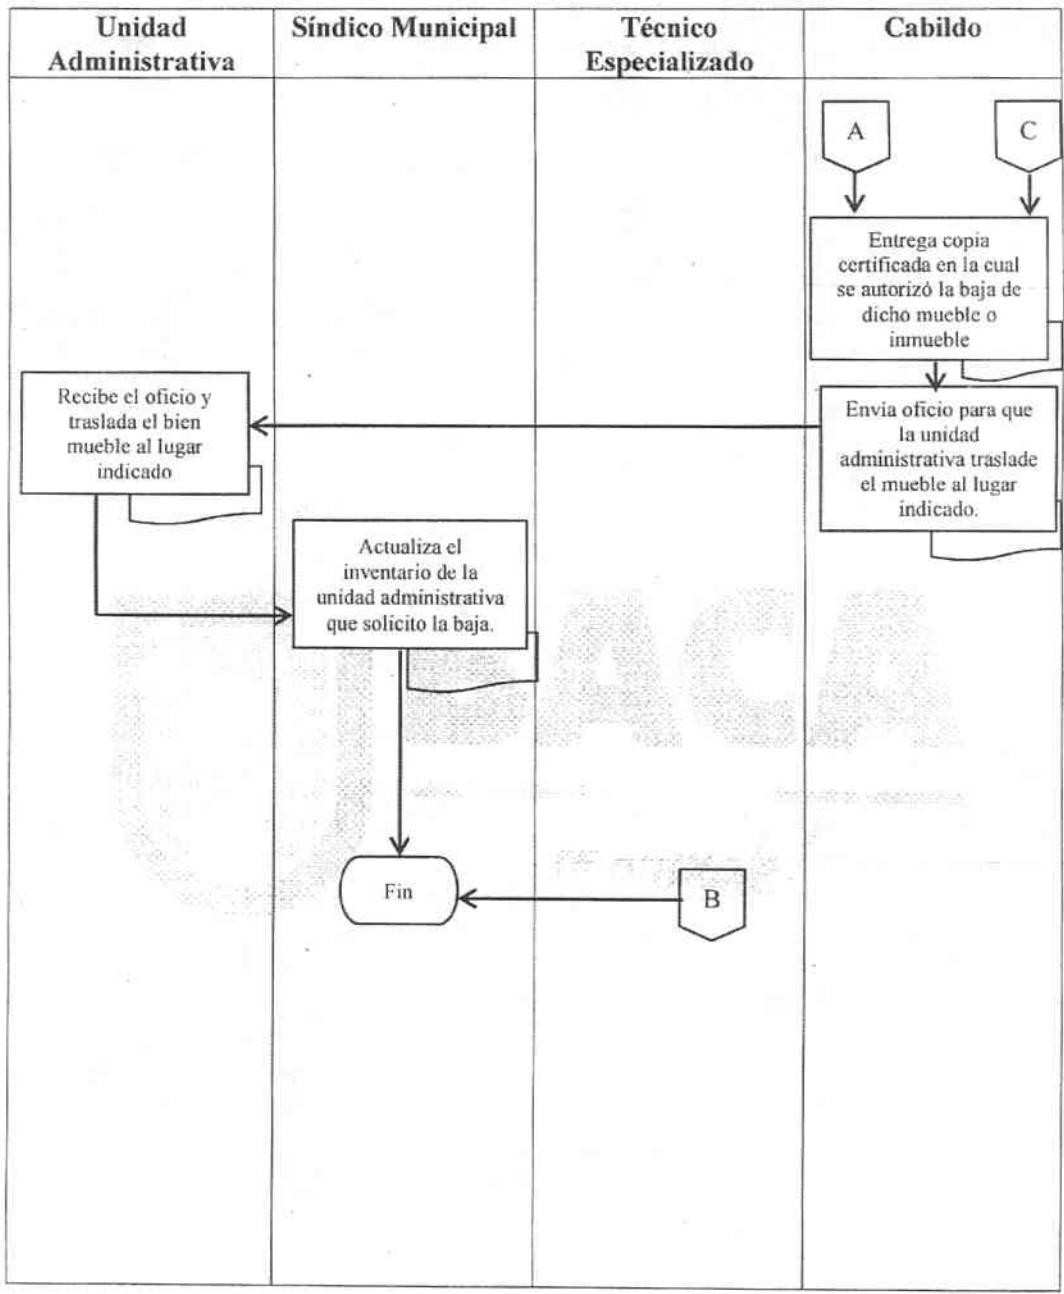 Unidad
Administrativa
Síndico Municipal
Técnico
Especializado
Cabildo
A
C
Entrega copia
certificada en la cual
se autorizó la baja de
dicho mueble o
inmueble
Recibe el oficio y
traslada el bien
mueble al lugar
indicado
Envía oficio para que
la unidad
administrativa traslade
el mueble al lugar
indicado.
Actualiza el
inventario de la
unidad administrativa
que solicito la baja.
ACA
Fin
B